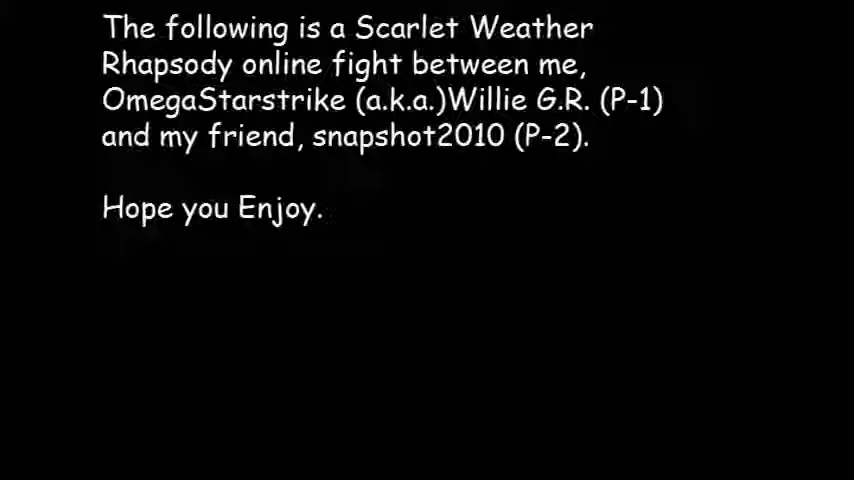 The following is a Scarlet Weather
Rhapsody online fight between me,
OmegaStarstrike (a.k.a.)Willie G.R. (P-1)
and my friend, snapshot2010 (P-2).
Hope you Enjoy.